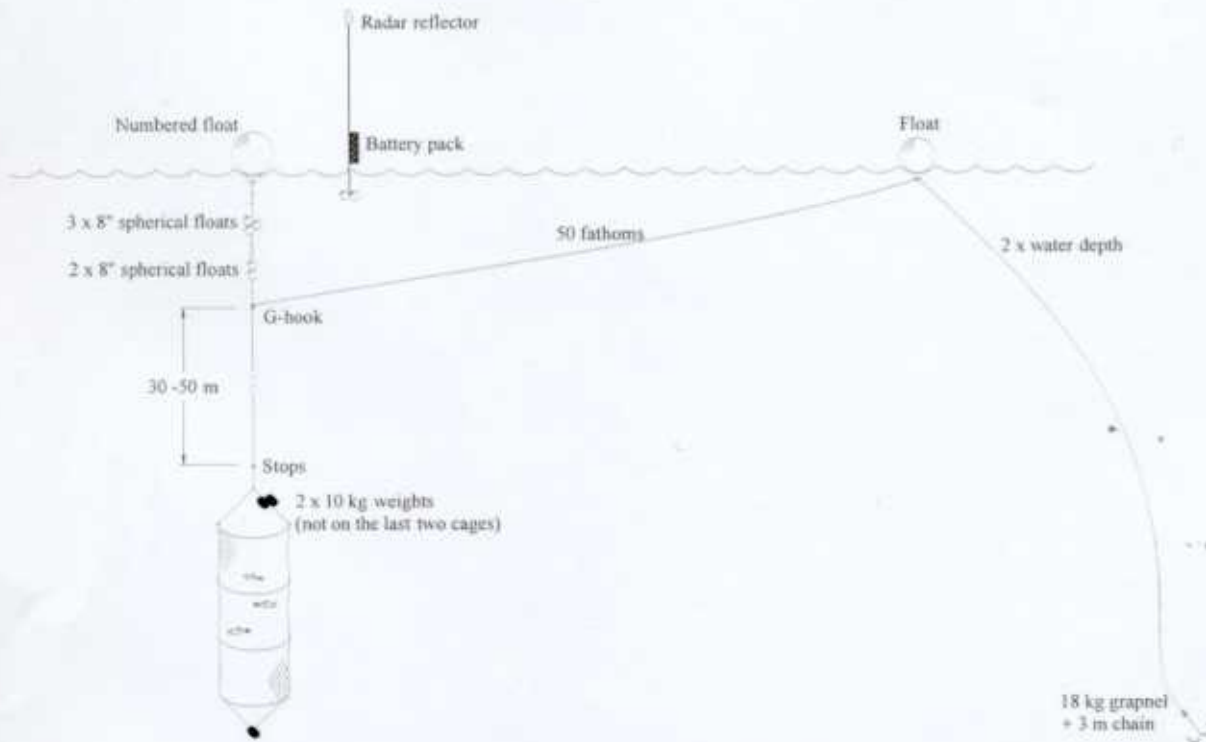 Radar reflector
Numbered float
Float
Battery pack
3 x 8" spherical floats
50 fathoms
2 x water depth
2 x 8" spherical floats
G-hook
30 -50 m
Stops
2 x 10 kg weights
(not on the last two cages)
18 kg grapnel
+ 3 m chain